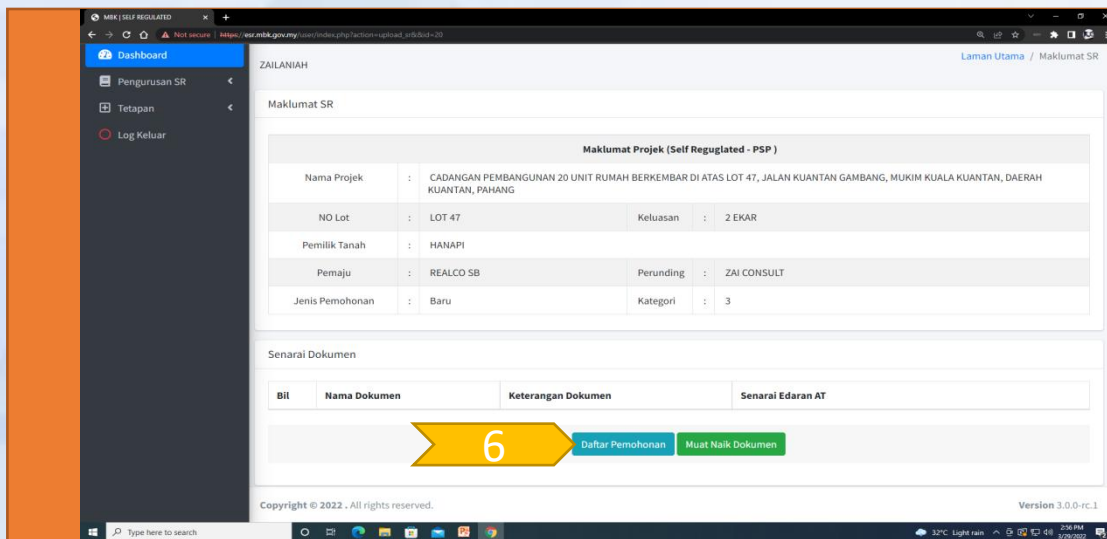 MBK | SELF REGULATED
Not secure | https://esr.mbk.gov.my/user/index.php?action=upload_sr&id=20
Dashboard
Pengurusan SR
Tetapan
Log Keluar
ZAILANIAH
Laman Utama / Maklumat SR
Maklumat SR
Maklumat Projek (Self Reguglated - PSP )
Nama Projek : CADANGAN PEMBANGUNAN 20 UNIT RUMAH BERKEMBAR DI ATAS LOT 47, JALAN KUANTAN GAMBANG, MUKIM KUALA KUANTAN, DAERAH
KUANTAN, PAHANG
NO Lot : LOT 47 Keluasan : 2 EKAR
Pemilik Tanah : HANAPI
Pemaju : REALCO SB Perunding : ZAI CONSULT
Jenis Pemohonan : Baru Kategori : 3
Senarai Dokumen
Bil Nama Dokumen Keterangan Dokumen Senarai Edaran AT
6 Daftar Pemohonan Muat Naik Dokumen
Copyright © 2022 . All rights reserved. Version 3.0.0-rc.1
Type here to search 32°C Light rain 2:56 PM
3/29/2022